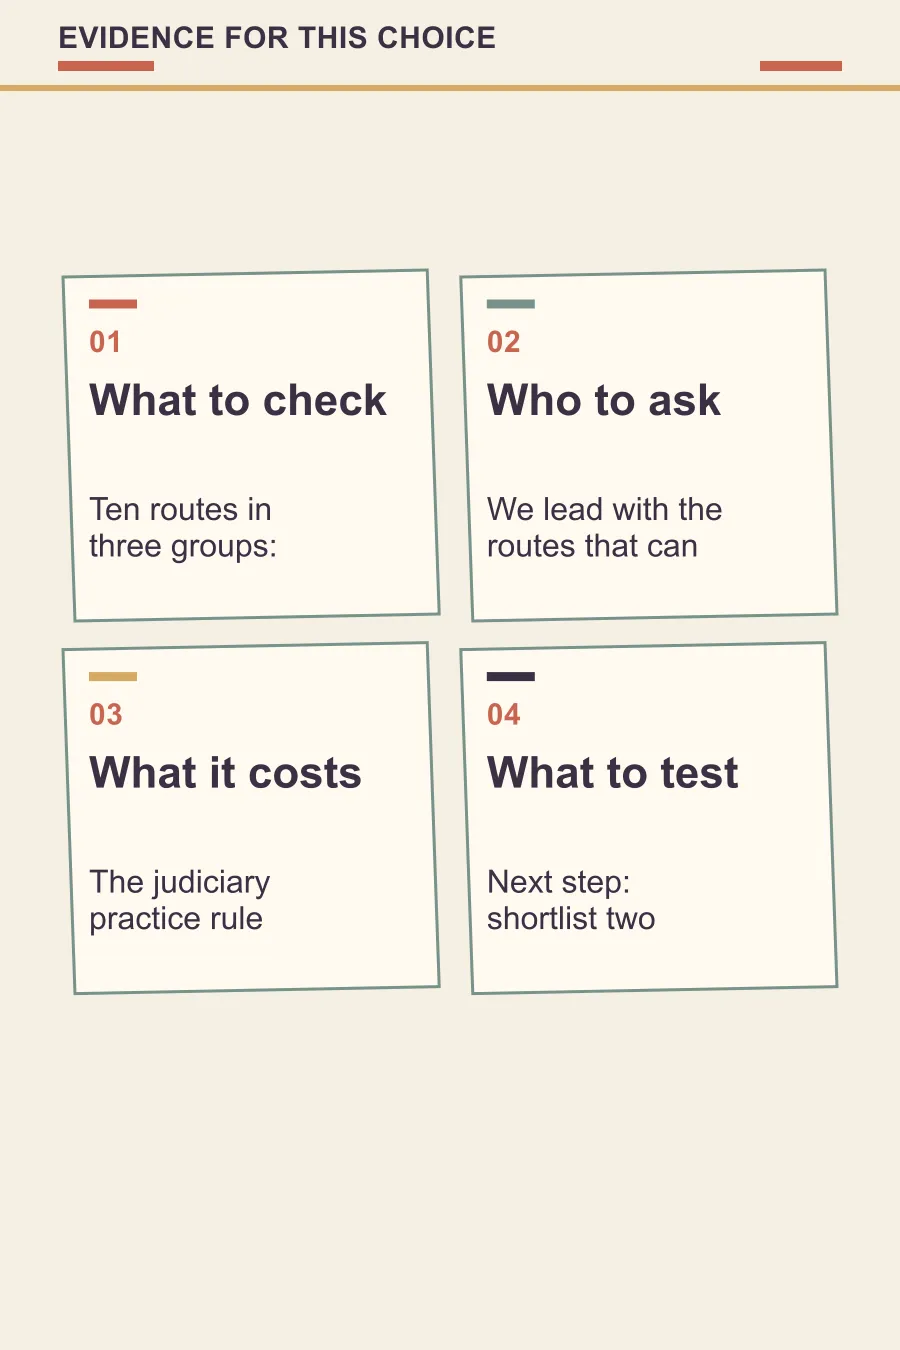 EVIDENCE FOR THIS CHOICE
01
What to check
Ten routes in
three groups:
02
Who to ask
We lead with the
routes that can
03
What it costs
The judiciary
practice rule
04
What to test
Next step:
shortlist two